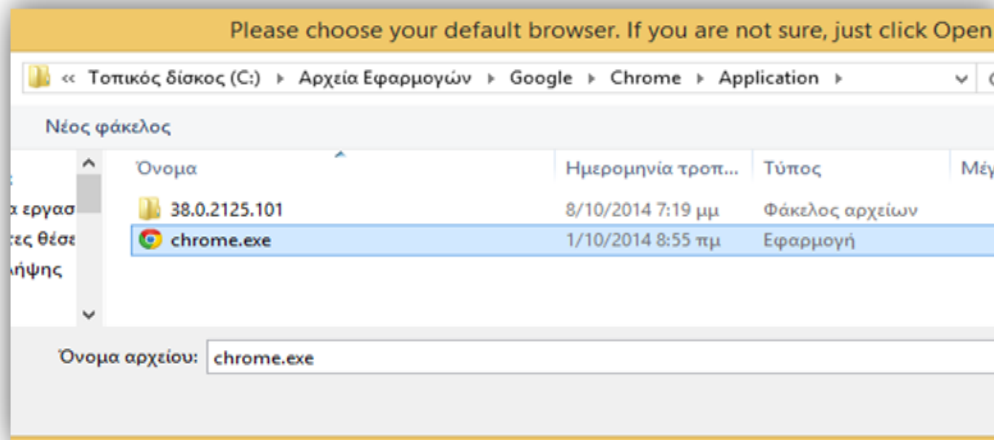 Please choose your default browser. If you are not sure, just click Open
« Τοπικός δίσκος (C:) Αρχεία Εφαρμογών Google Chrome Application
Νέος φάκελος
Όνομα Ημερομηνία τροπ... Τύπος Μέγ
38.0.2125.101 8/10/2014 7:19 μμ Φάκελος αρχείων
chrome.exe 1/10/2014 8:55 πμ Εφαρμογή
Όνομα αρχείου: chrome.exe